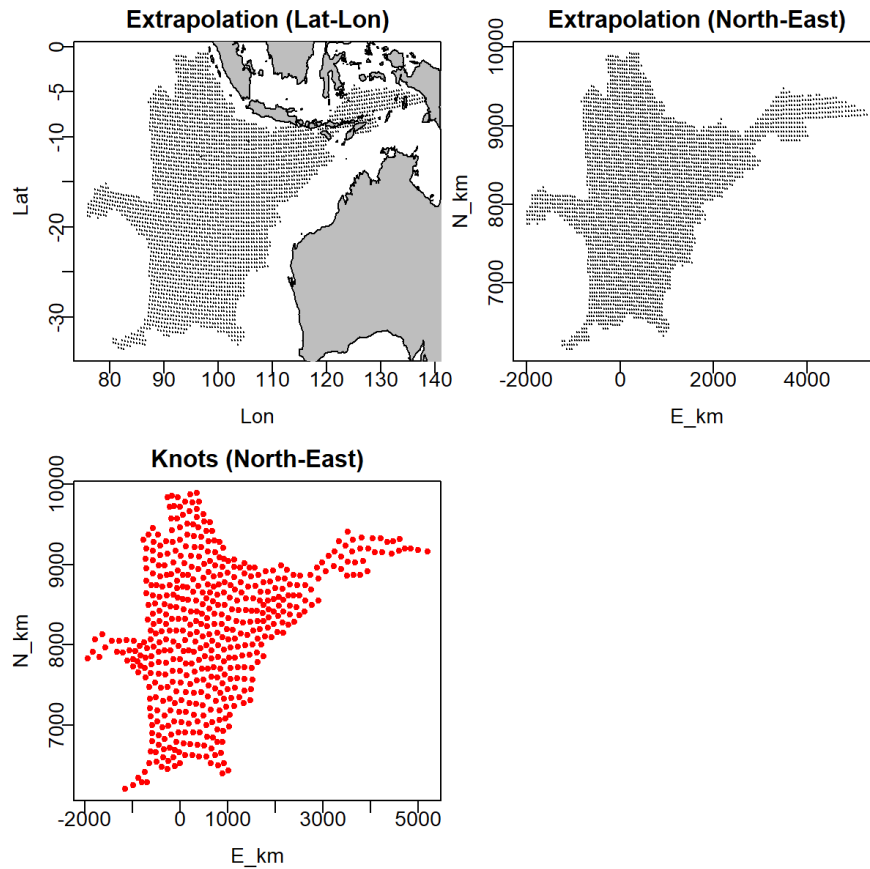 Extrapolation (Lat-Lon)
Lat
0
5
-10
-20
-30
80 90 100 110 120 130 140
Lon
Extrapolation (North-East)
N_km
10000
9000
8000
7000
-2000 0 2000 4000
E_km
Knots (North-East)
N_km
10000
9000
8000
7000
-2000 0 1000 3000 5000
E_km